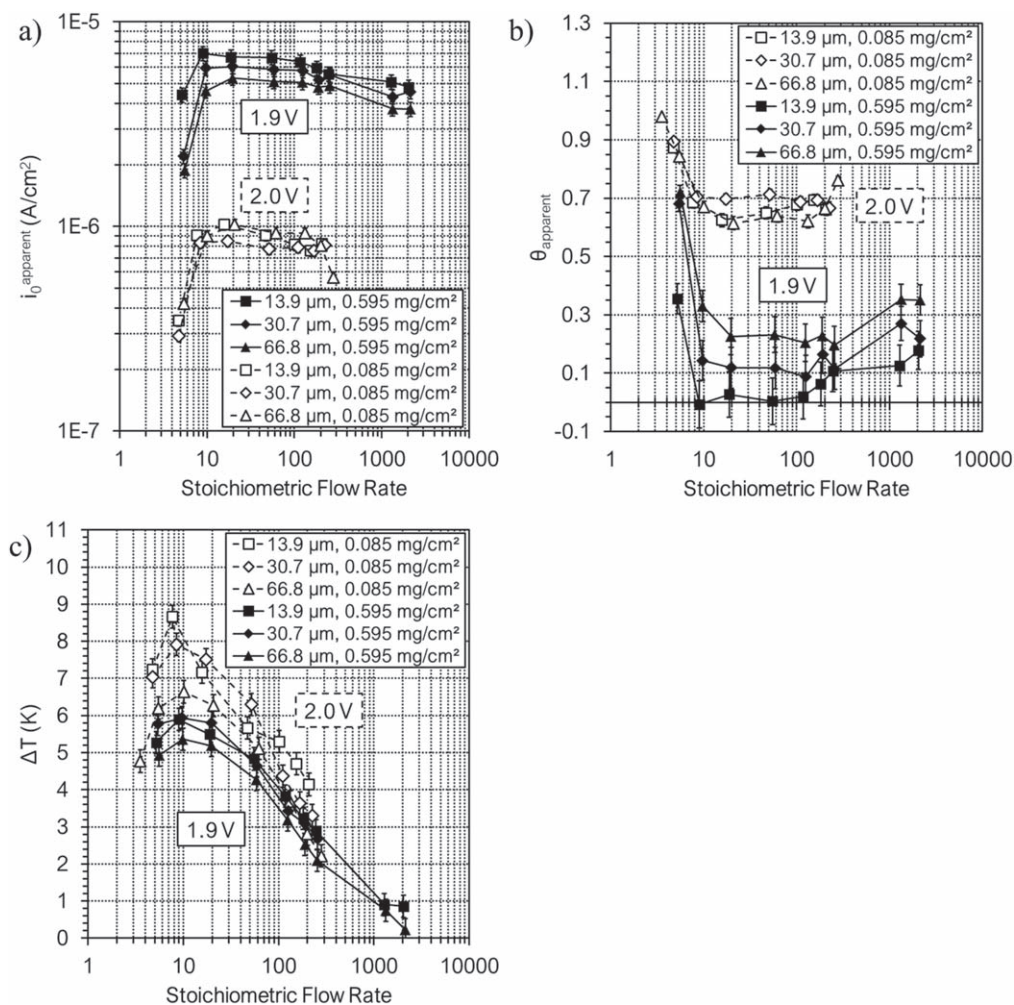 a)
1E-5
1E-6
1E-7
i₀ᵃᵖᵖᵃʳᵉⁿᵗ (A/cm²)
1.9 V
2.0 V
13.9 µm, 0.595 mg/cm²
30.7 µm, 0.595 mg/cm²
66.8 µm, 0.595 mg/cm²
13.9 µm, 0.085 mg/cm²
30.7 µm, 0.085 mg/cm²
66.8 µm, 0.085 mg/cm²
1 10 100 1000 10000
Stoichiometric Flow Rate
b)
1.3
1.1
0.9
0.7
0.5
0.3
0.1
-0.1
θapparent
13.9 µm, 0.085 mg/cm²
30.7 µm, 0.085 mg/cm²
66.8 µm, 0.085 mg/cm²
13.9 µm, 0.595 mg/cm²
30.7 µm, 0.595 mg/cm²
66.8 µm, 0.595 mg/cm²
2.0 V
1.9 V
1 10 100 1000 10000
Stoichiometric Flow Rate
c)
11
10
9
8
7
6
5
4
3
2
1
0
ΔT (K)
13.9 µm, 0.085 mg/cm²
30.7 µm, 0.085 mg/cm²
66.8 µm, 0.085 mg/cm²
13.9 µm, 0.595 mg/cm²
30.7 µm, 0.595 mg/cm²
66.8 µm, 0.595 mg/cm²
2.0 V
1.9 V
1 10 100 1000 10000
Stoichiometric Flow Rate